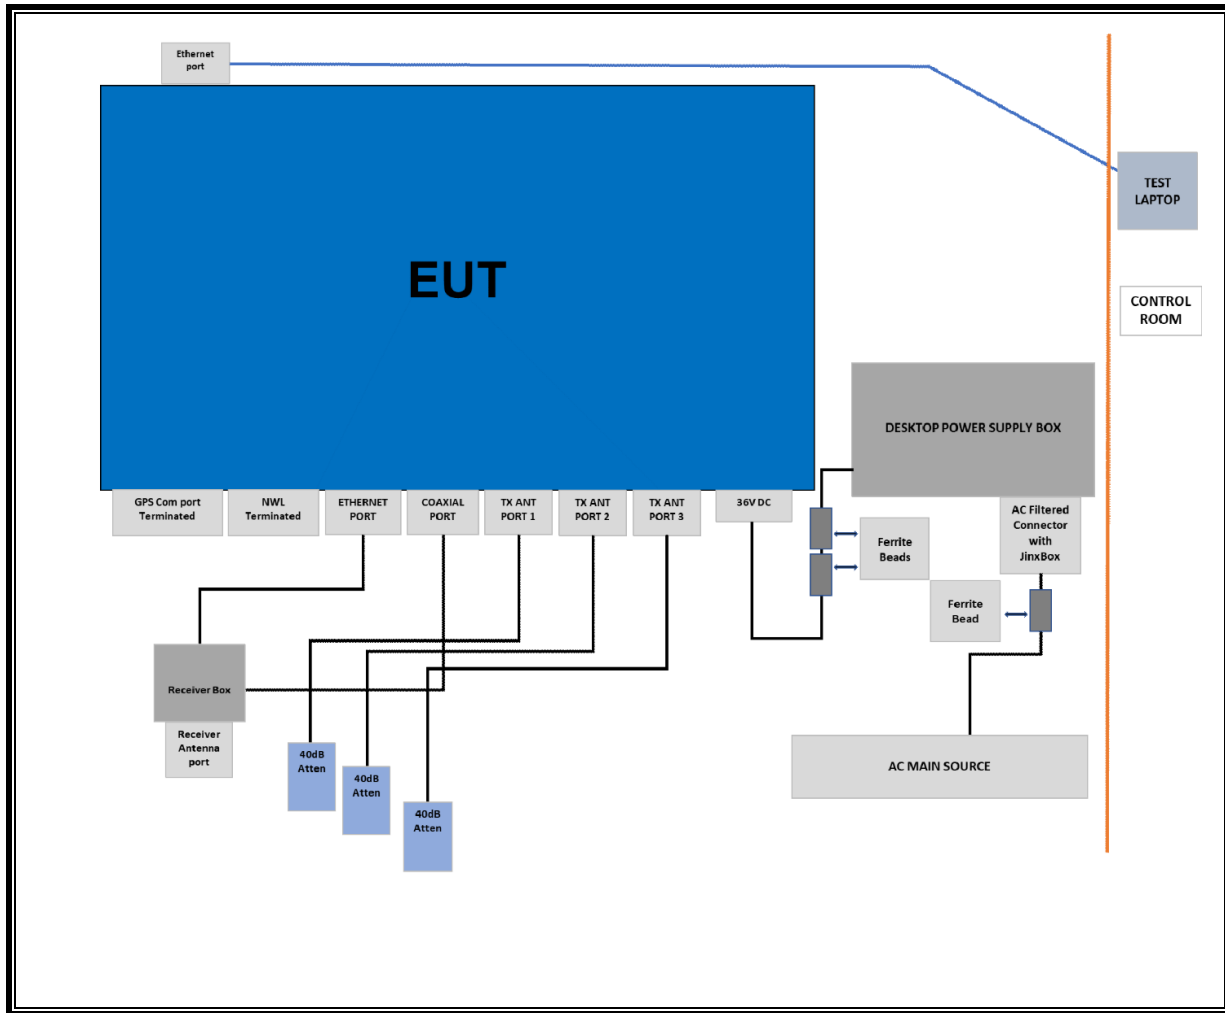 Ethernet
port
TEST
LAPTOP
EUT
CONTROL
ROOM
DESKTOP POWER SUPPLY BOX
GPS Com port
Terminated
NWL
Terminated
ETHERNET
PORT
COAXIAL
PORT
TX ANT
PORT 1
TX ANT
PORT 2
TX ANT
PORT 3
36V DC
AC Filtered
Connector
with
JinxBox
Ferrite
Beads
Ferrite
Bead
Receiver Box
Receiver
Antenna
port
40dB
Atten
40dB
Atten
40dB
Atten
AC MAIN SOURCE